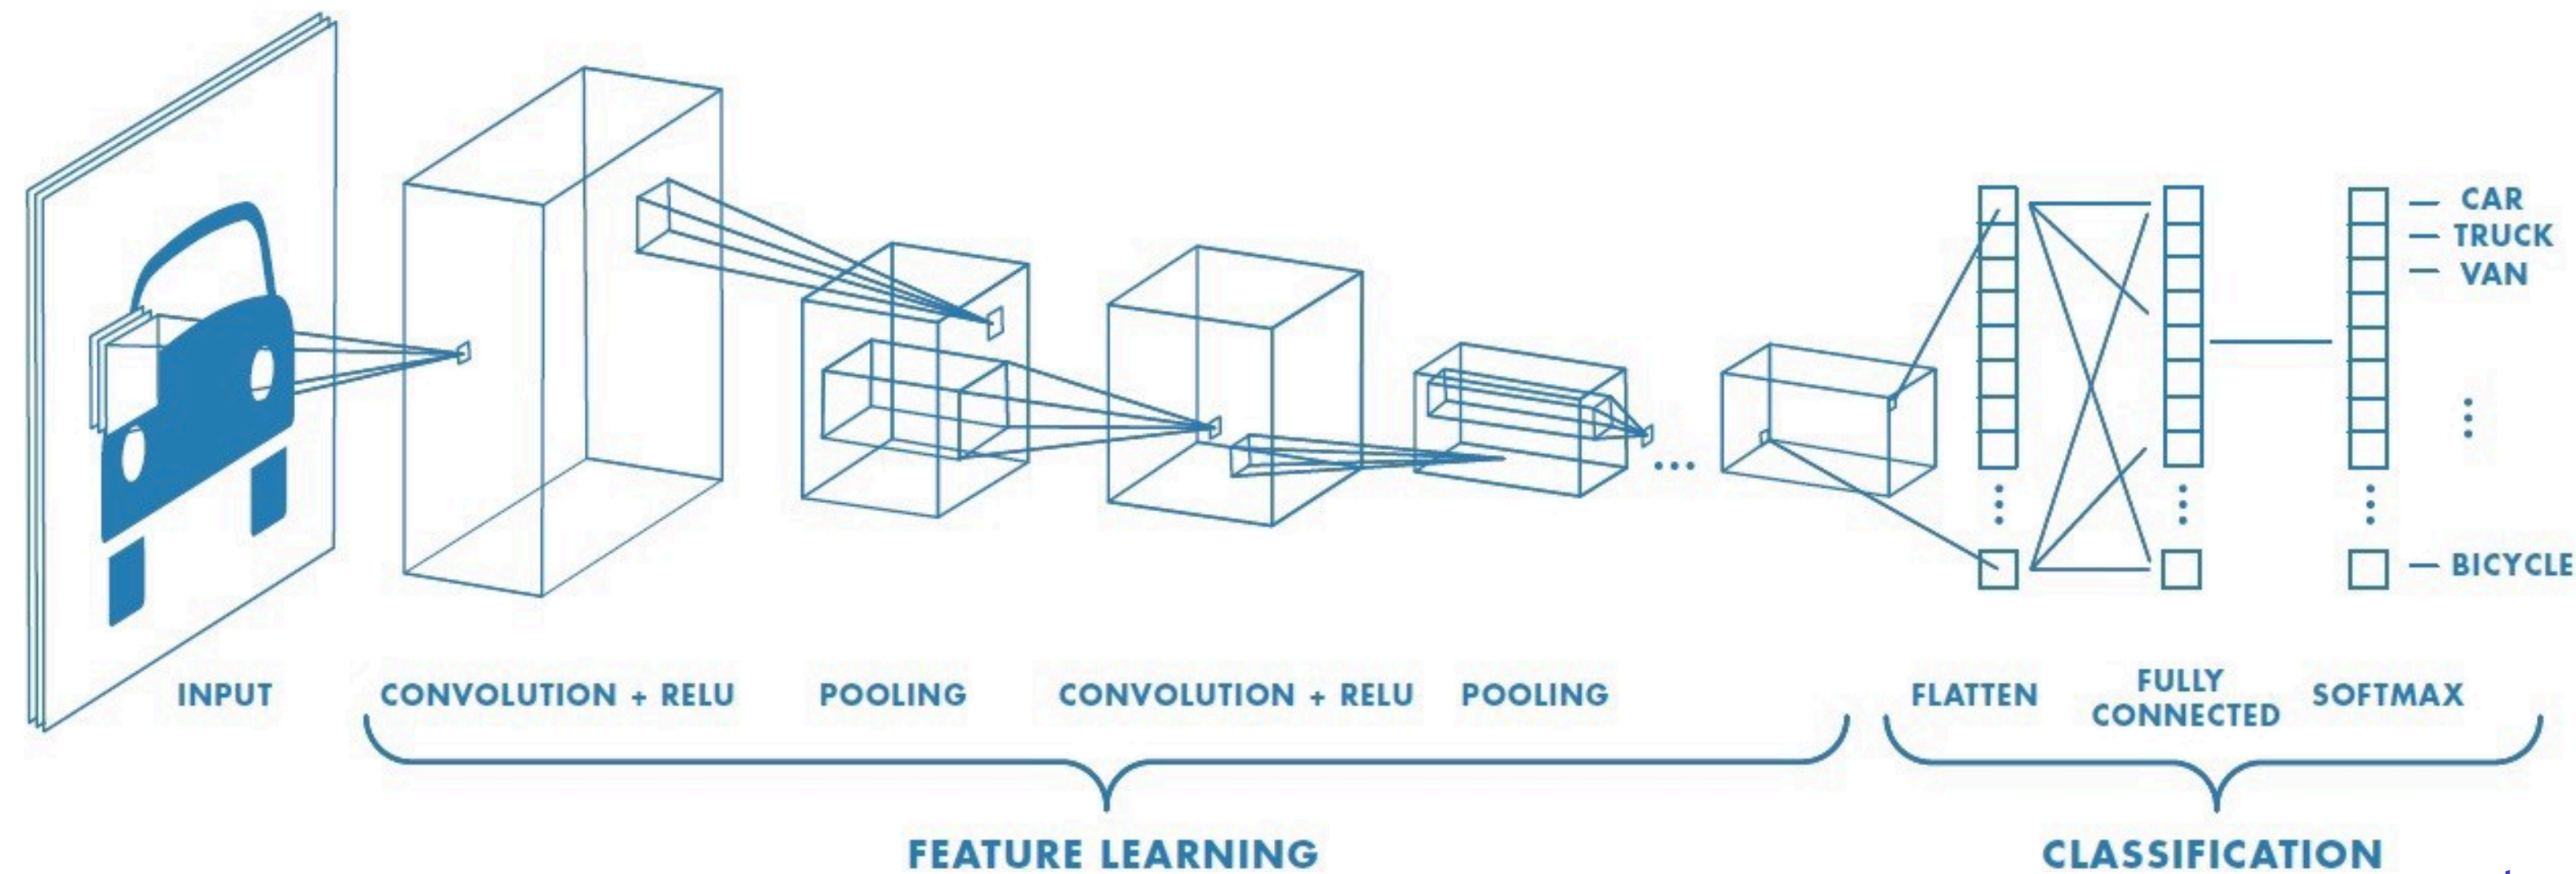 CAR
TRUCK
VAN
BICYCLE
INPUT
CONVOLUTION + RELU
POOLING
CONVOLUTION + RELU
POOLING
FLATTEN
FULLY
CONNECTED
SOFTMAX
FEATURE LEARNING
CLASSIFICATION